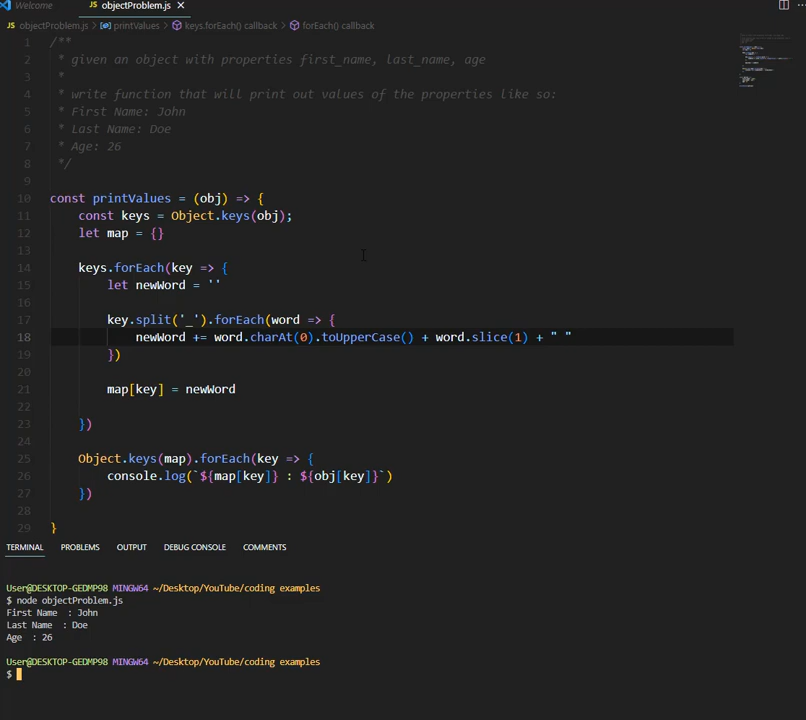 Welcome
JS objectProblem.js ×
JS objectProblem.js > printValues > keys.forEach() callback > forEach() callback
1 /**
2 * given an object with properties first_name, last_name, age
3 *
4 * write function that will print out values of the properties like so:
5 * First Name: John
6 * Last Name: Doe
7 * Age: 26
8 */
9
10 const printValues = (obj) => {
11 const keys = Object.keys(obj);
12 let map = {}
13
14 keys.forEach(key => {
15 let newWord = ''
16
17 key.split('_').forEach(word => {
18 newWord += word.charAt(0).toUpperCase() + word.slice(1) + " "
19 })
20
21 map[key] = newWord
22
23 })
24
25 Object.keys(map).forEach(key => {
26 console.log(`${map[key]} : ${obj[key]}`)
27 })
28
29 }
TERMINAL PROBLEMS OUTPUT DEBUG CONSOLE COMMENTS
User@DESKTOP-GEDMP98 MINGW64 ~/Desktop/YouTube/coding examples
$ node objectProblem.js
First Name  : John
Last Name  : Doe
Age  : 26
User@DESKTOP-GEDMP98 MINGW64 ~/Desktop/YouTube/coding examples
$